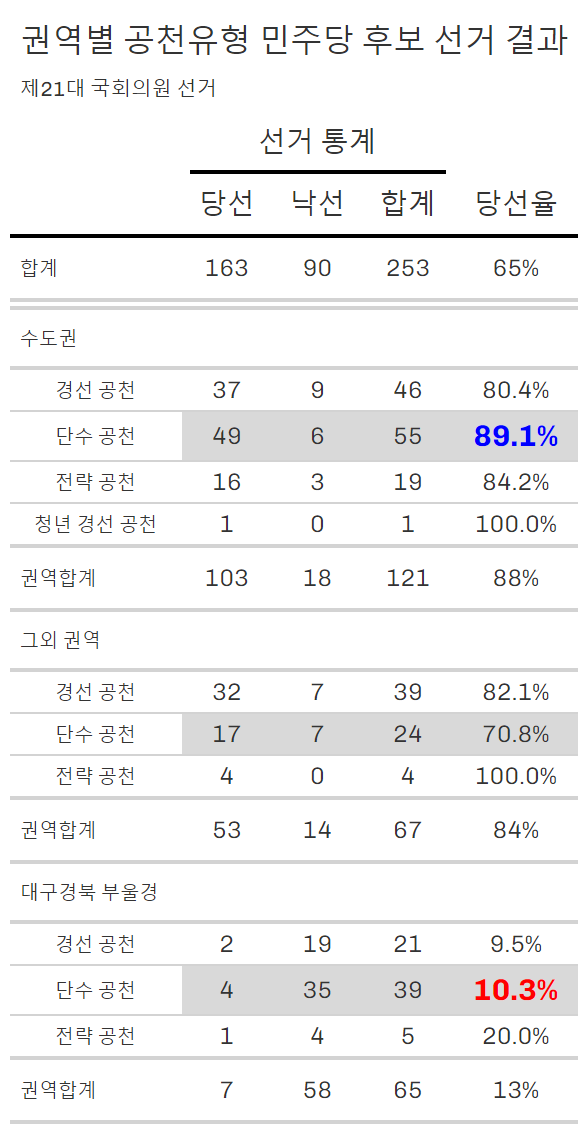 권역별 공천유형 민주당 후보 선거 결과
제21대 국회의원 선거
선거 통계
당선 낙선 합계 당선율
합계 163 90 253 65%
수도권
경선 공천 37 9 46 80.4%
단수 공천 49 6 55 89.1%
전략 공천 16 3 19 84.2%
청년 경선 공천 1 0 1 100.0%
권역합계 103 18 121 88%
그외 권역
경선 공천 32 7 39 82.1%
단수 공천 17 7 24 70.8%
전략 공천 4 0 4 100.0%
권역합계 53 14 67 84%
대구경북 부울경
경선 공천 2 19 21 9.5%
단수 공천 4 35 39 10.3%
전략 공천 1 4 5 20.0%
권역합계 7 58 65 13%